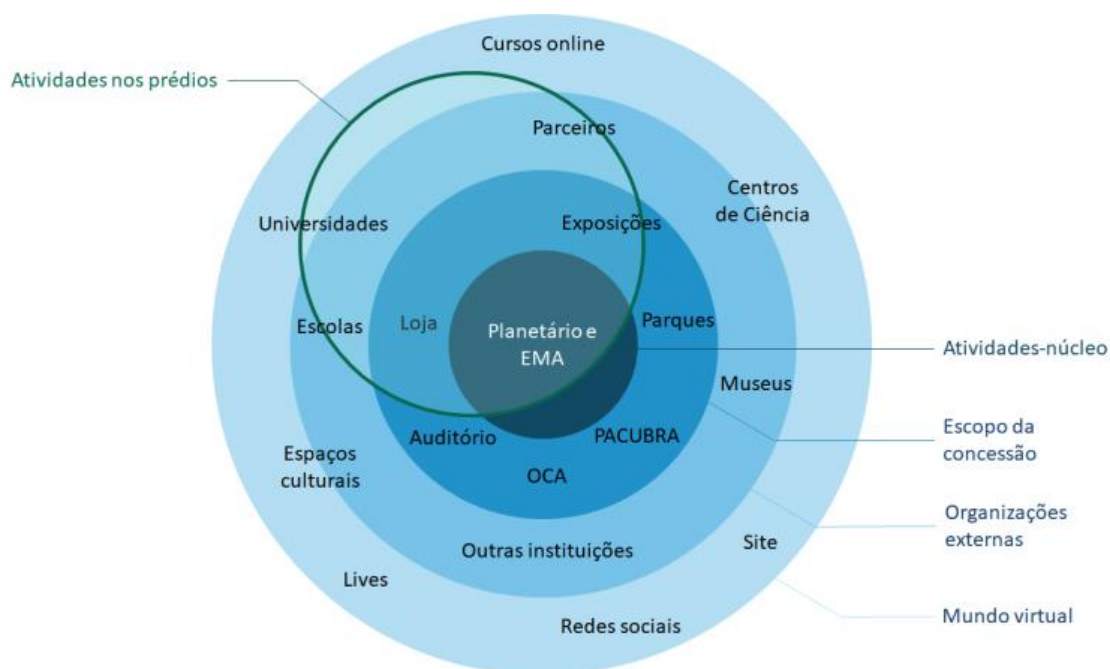 Cursos online
Atividades nos prédios
Parceiros
Centros
de Ciência
Universidades
Exposições
Escolas
Loja
Planetário e
EMA
Parques
Atividades-núcleo
Museus
Auditório
PACUBRA
Escopo da
concessão
Espaços
culturais
OCA
Organizações
externas
Outras instituições
Site
Lives
Redes sociais
Mundo virtual